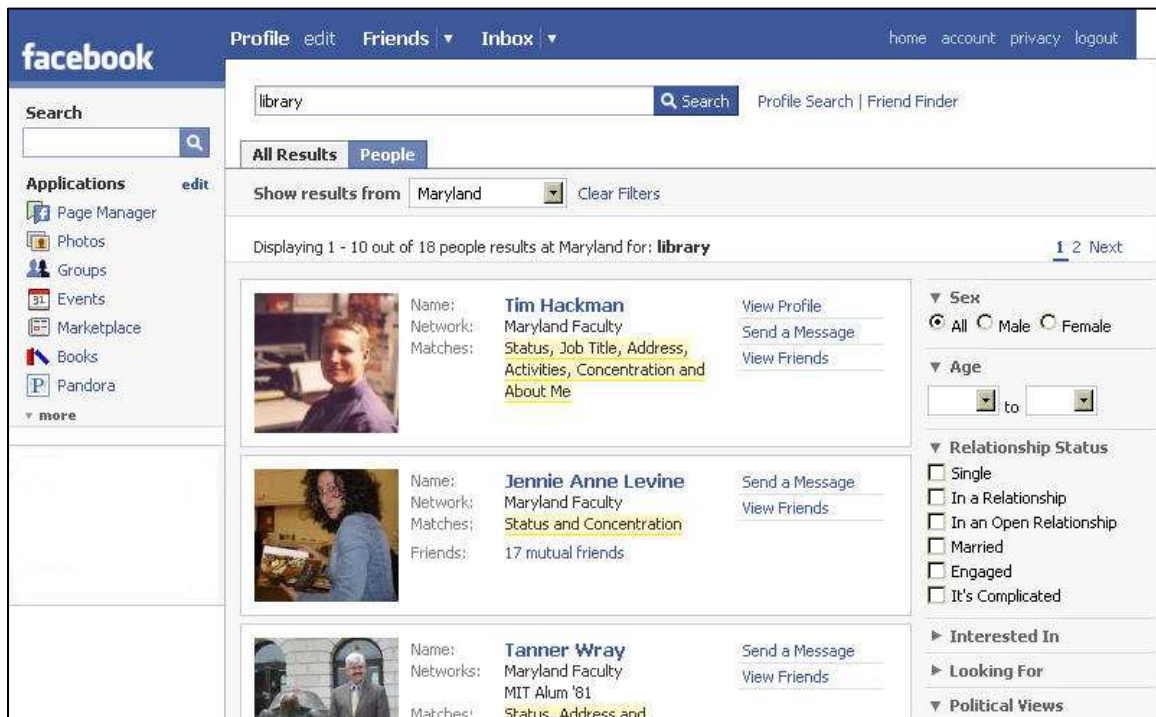 facebook
Profile edit Friends ▼ Inbox ▼ home account privacy logout
Search
Applications edit
Page Manager
Photos
Groups
31 Events
Marketplace
Books
P Pandora
▼ more
library Search Profile Search | Friend Finder
All Results People
Show results from Maryland Clear Filters
Displaying 1 - 10 out of 18 people results at Maryland for: library 1 2 Next
Name: Tim Hackman
Network: Maryland Faculty
Matches: Status, Job Title, Address,
Activities, Concentration and
About Me
View Profile
Send a Message
View Friends
Name: Jennie Anne Levine
Network: Maryland Faculty
Matches: Status and Concentration
Friends: 17 mutual friends
Send a Message
View Friends
Name: Tanner Wray
Networks: Maryland Faculty
MIT Alum '81
Matches: Status, Address and
Send a Message
View Friends
▼ Sex
All Male Female
▼ Age
to
▼ Relationship Status
Single
In a Relationship
In an Open Relationship
Married
Engaged
It's Complicated
► Interested In
► Looking For
▼ Political Views